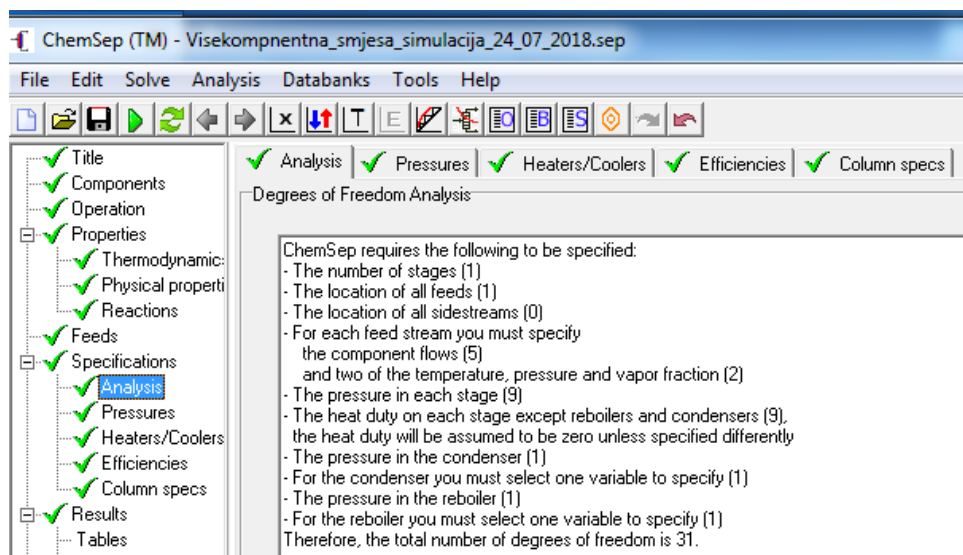 ChemSep (TM) - Visekompnentna_smjesa_simulacija_24_07_2018.sep
File Edit Solve Analysis Databanks Tools Help
Title
Components
Operation
Properties
Thermodynamic:
Physical properti
Reactions
Feeds
Specifications
Analysis
Pressures
Heaters/Coolers
Efficiencies
Column specs
Results
Tables
Analysis Pressures Heaters/Coolers Efficiencies Column specs
Degrees of Freedom Analysis
ChemSep requires the following to be specified:
- The number of stages (1)
- The location of all feeds (1)
- The location of all sidestreams (0)
- For each feed stream you must specify
the component flows (5)
and two of the temperature, pressure and vapor fraction (2)
- The pressure in each stage (9)
- The heat duty on each stage except reboilers and condensers (9),
the heat duty will be assumed to be zero unless specified differently
- The pressure in the condenser (1)
- For the condenser you must select one variable to specify (1)
- The pressure in the reboiler (1)
- For the reboiler you must select one variable to specify (1)
Therefore, the total number of degrees of freedom is 31.